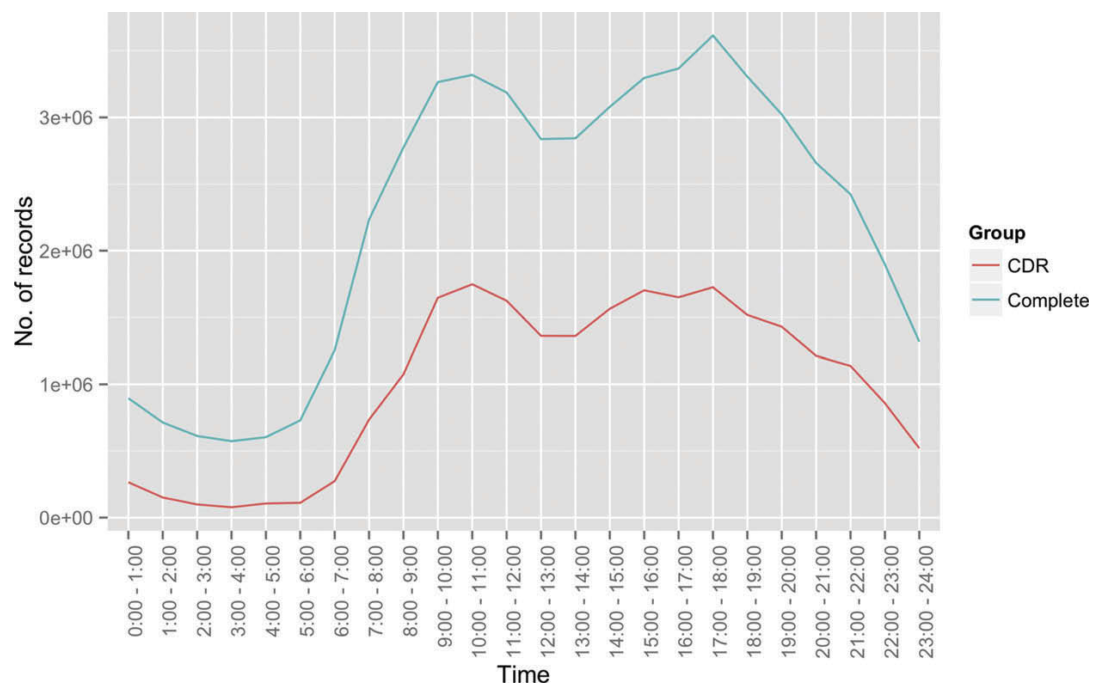 No. of records
3e+06
2e+06
1e+06
0e+00
0:00 - 1:00
1:00 - 2:00
2:00 - 3:00
3:00 - 4:00
4:00 - 5:00
5:00 - 6:00
6:00 - 7:00
7:00 - 8:00
8:00 - 9:00
9:00 - 10:00
10:00 - 11:00
11:00 - 12:00
12:00 - 13:00
13:00 - 14:00
14:00 - 15:00
15:00 - 16:00
16:00 - 17:00
17:00 - 18:00
18:00 - 19:00
19:00 - 20:00
20:00 - 21:00
21:00 - 22:00
22:00 - 23:00
23:00 - 24:00
Time
Group
CDR
Complete